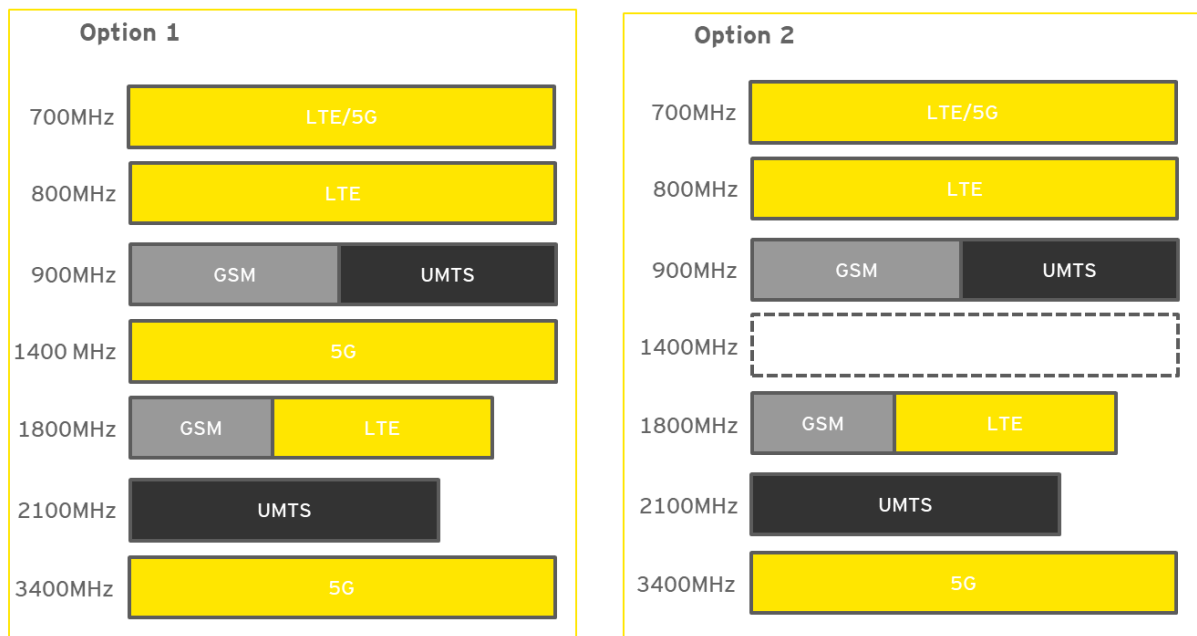 Option 1
700MHz LTE/5G
800MHz LTE
900MHz GSM UMTS
1400 MHz 5G
1800MHz GSM LTE
2100MHz UMTS
3400MHz 5G
Option 2
700MHz LTE/5G
800MHz LTE
900MHz GSM UMTS
1400MHz
1800MHz GSM LTE
2100MHz UMTS
3400MHz 5G